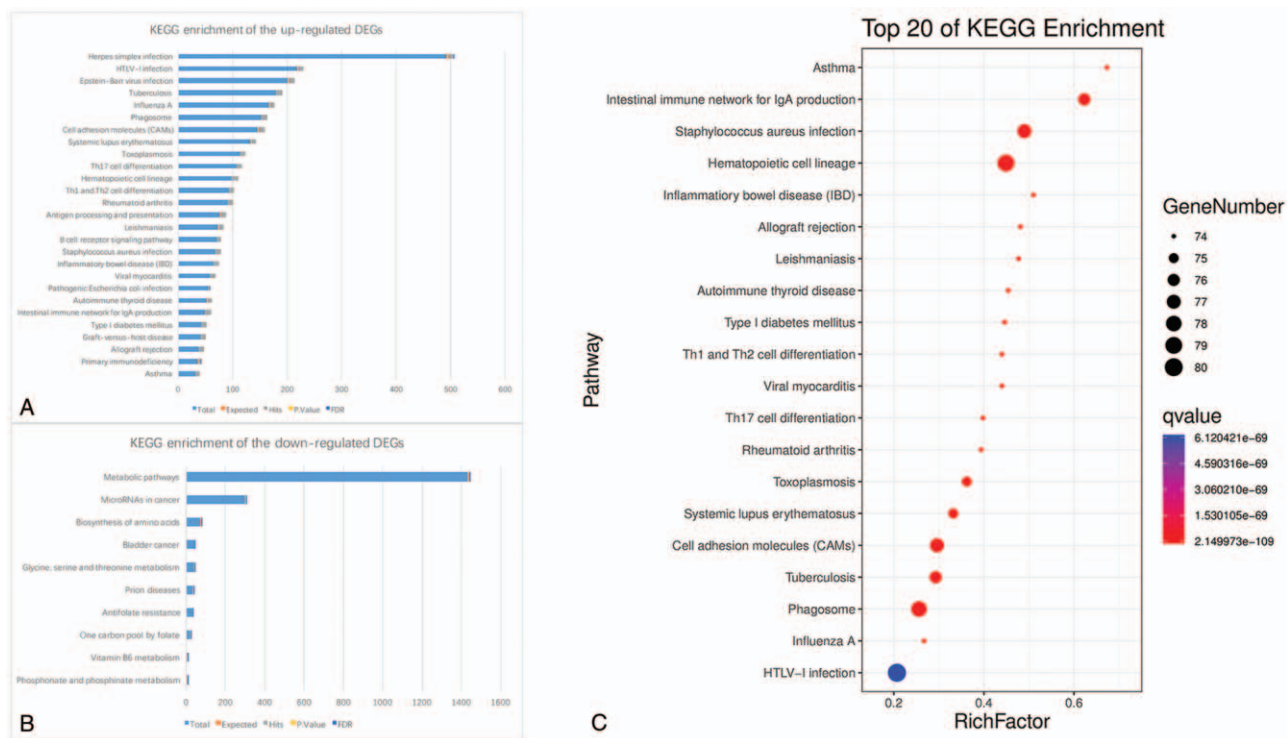 KEGG enrichment of the up-regulated DEGs
Herpes simplex infection
HTLV-I infection
Epstein-Barr virus infection
Tuberculosis
Influenza A
Phagosome
Cell adhesion molecules (CAMs)
Systemic lupus erythematosus
Toxoplasmosis
Th17 cell differentiation
Hematopoietic cell lineage
Th1 and Th2 cell differentiation
Rheumatoid arthritis
Antigen processing and presentation
Leishmaniasis
B cell receptor signaling pathway
Staphylococcus aureus infection
Inflammatory bowel disease (IBD)
Viral myocarditis
Pathogenic Escherichia coli infection
Autoimmune thyroid disease
Intestinal immune network for IgA production
Type I diabetes mellitus
Graft-versus-host disease
Allograft rejection
Primary immunodeficiency
Asthma
0 100 200 300 400 500 600
A
Total Expected Hits P.Value FDR
KEGG enrichment of the down-regulated DEGs
Metabolic pathways
MicroRNAs in cancer
Biosynthesis of amino acids
Bladder cancer
Glycine, serine and threonine metabolism
Prion diseases
Antifolate resistance
One carbon pool by folate
Vitamin B6 metabolism
Phosphonate and phosphinate metabolism
0 200 400 600 800 1000 1200 1400 1600
B
Total Expected Hits P.Value FDR
Top 20 of KEGG Enrichment
Pathway
Asthma
Intestinal immune network for IgA production
Staphylococcus aureus infection
Hematopoietic cell lineage
Inflammatory bowel disease (IBD)
Allograft rejection
Leishmaniasis
Autoimmune thyroid disease
Type I diabetes mellitus
Th1 and Th2 cell differentiation
Viral myocarditis
Th17 cell differentiation
Rheumatoid arthritis
Toxoplasmosis
Systemic lupus erythematosus
Cell adhesion molecules (CAMs)
Tuberculosis
Phagosome
Influenza A
HTLV-I infection
0.2 0.4 0.6
RichFactor
C
GeneNumber
74
75
76
77
78
79
80
qvalue
6.120421e-69
4.590316e-69
3.060210e-69
1.530105e-69
2.149973e-109